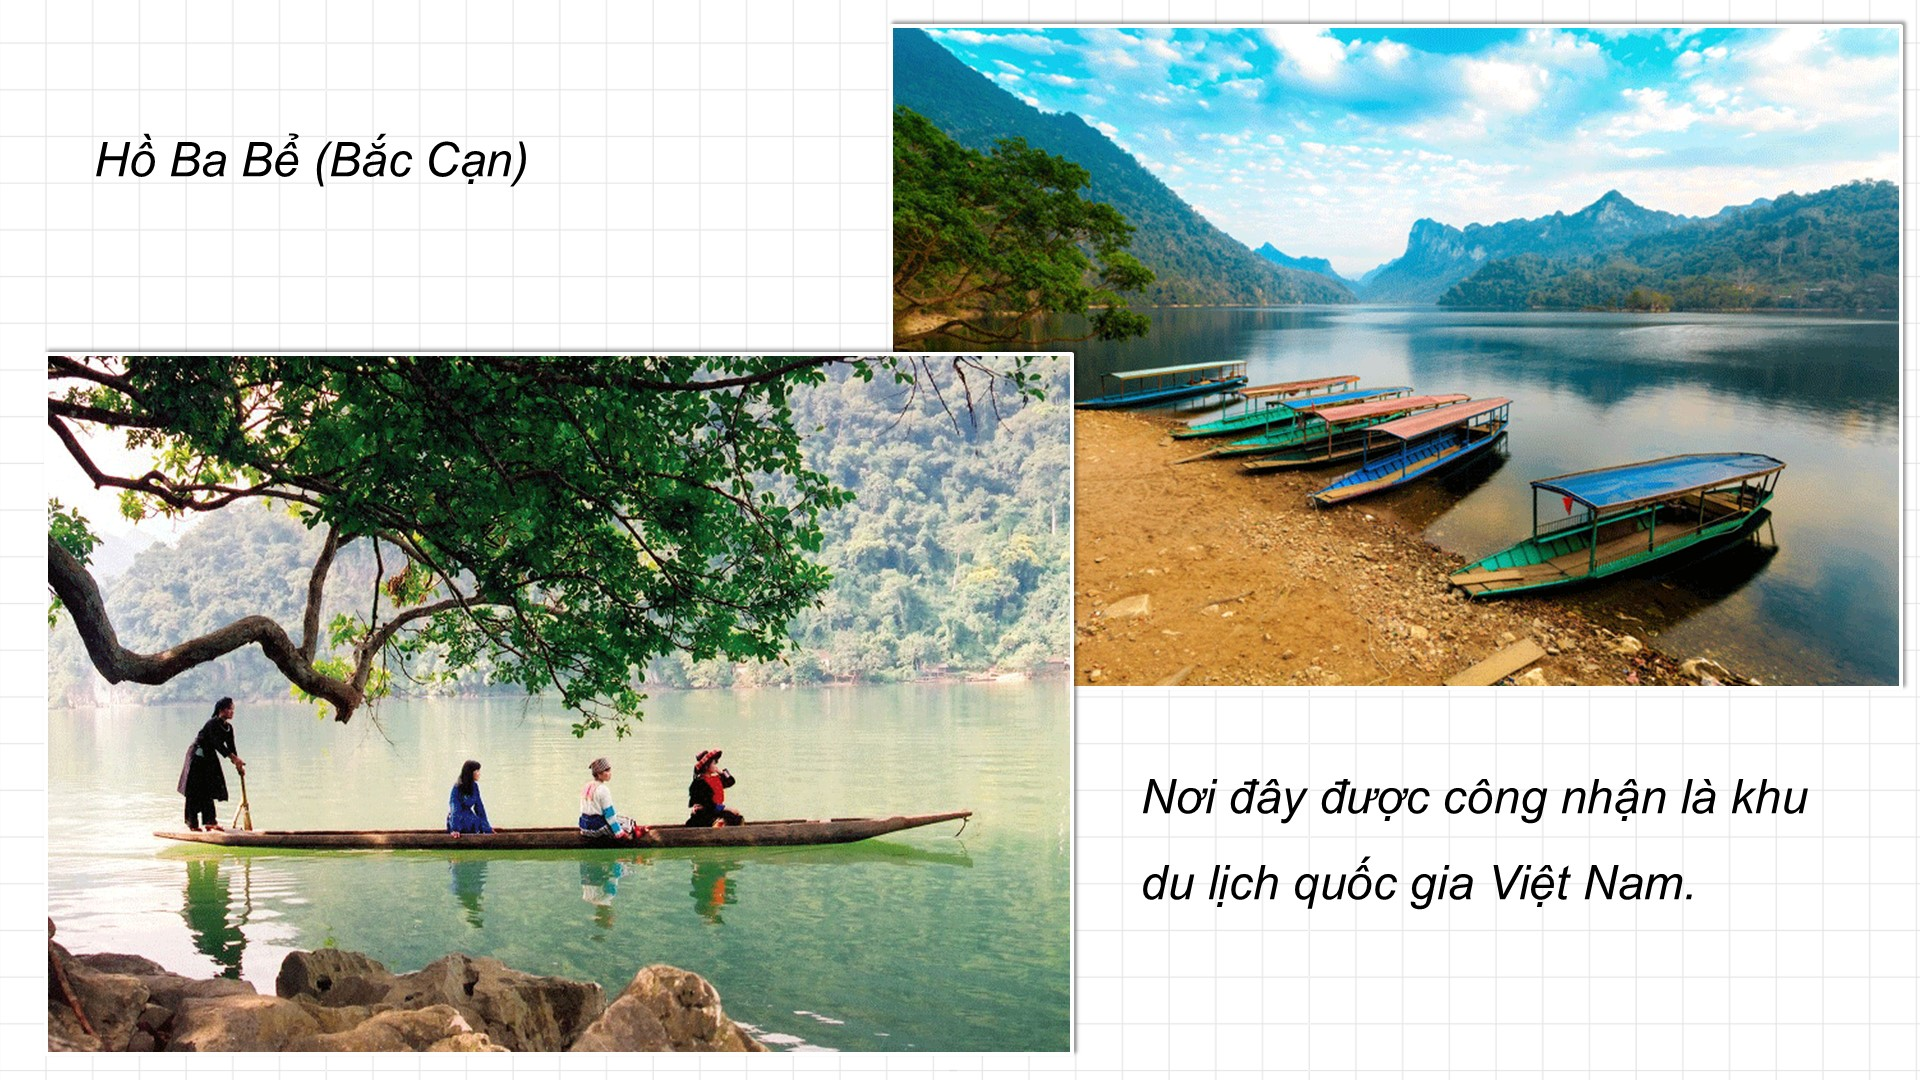 Hồ Ba Bể (Bắc Cạn)
Nơi đây được công nhận là khu
du lịch quốc gia Việt Nam.